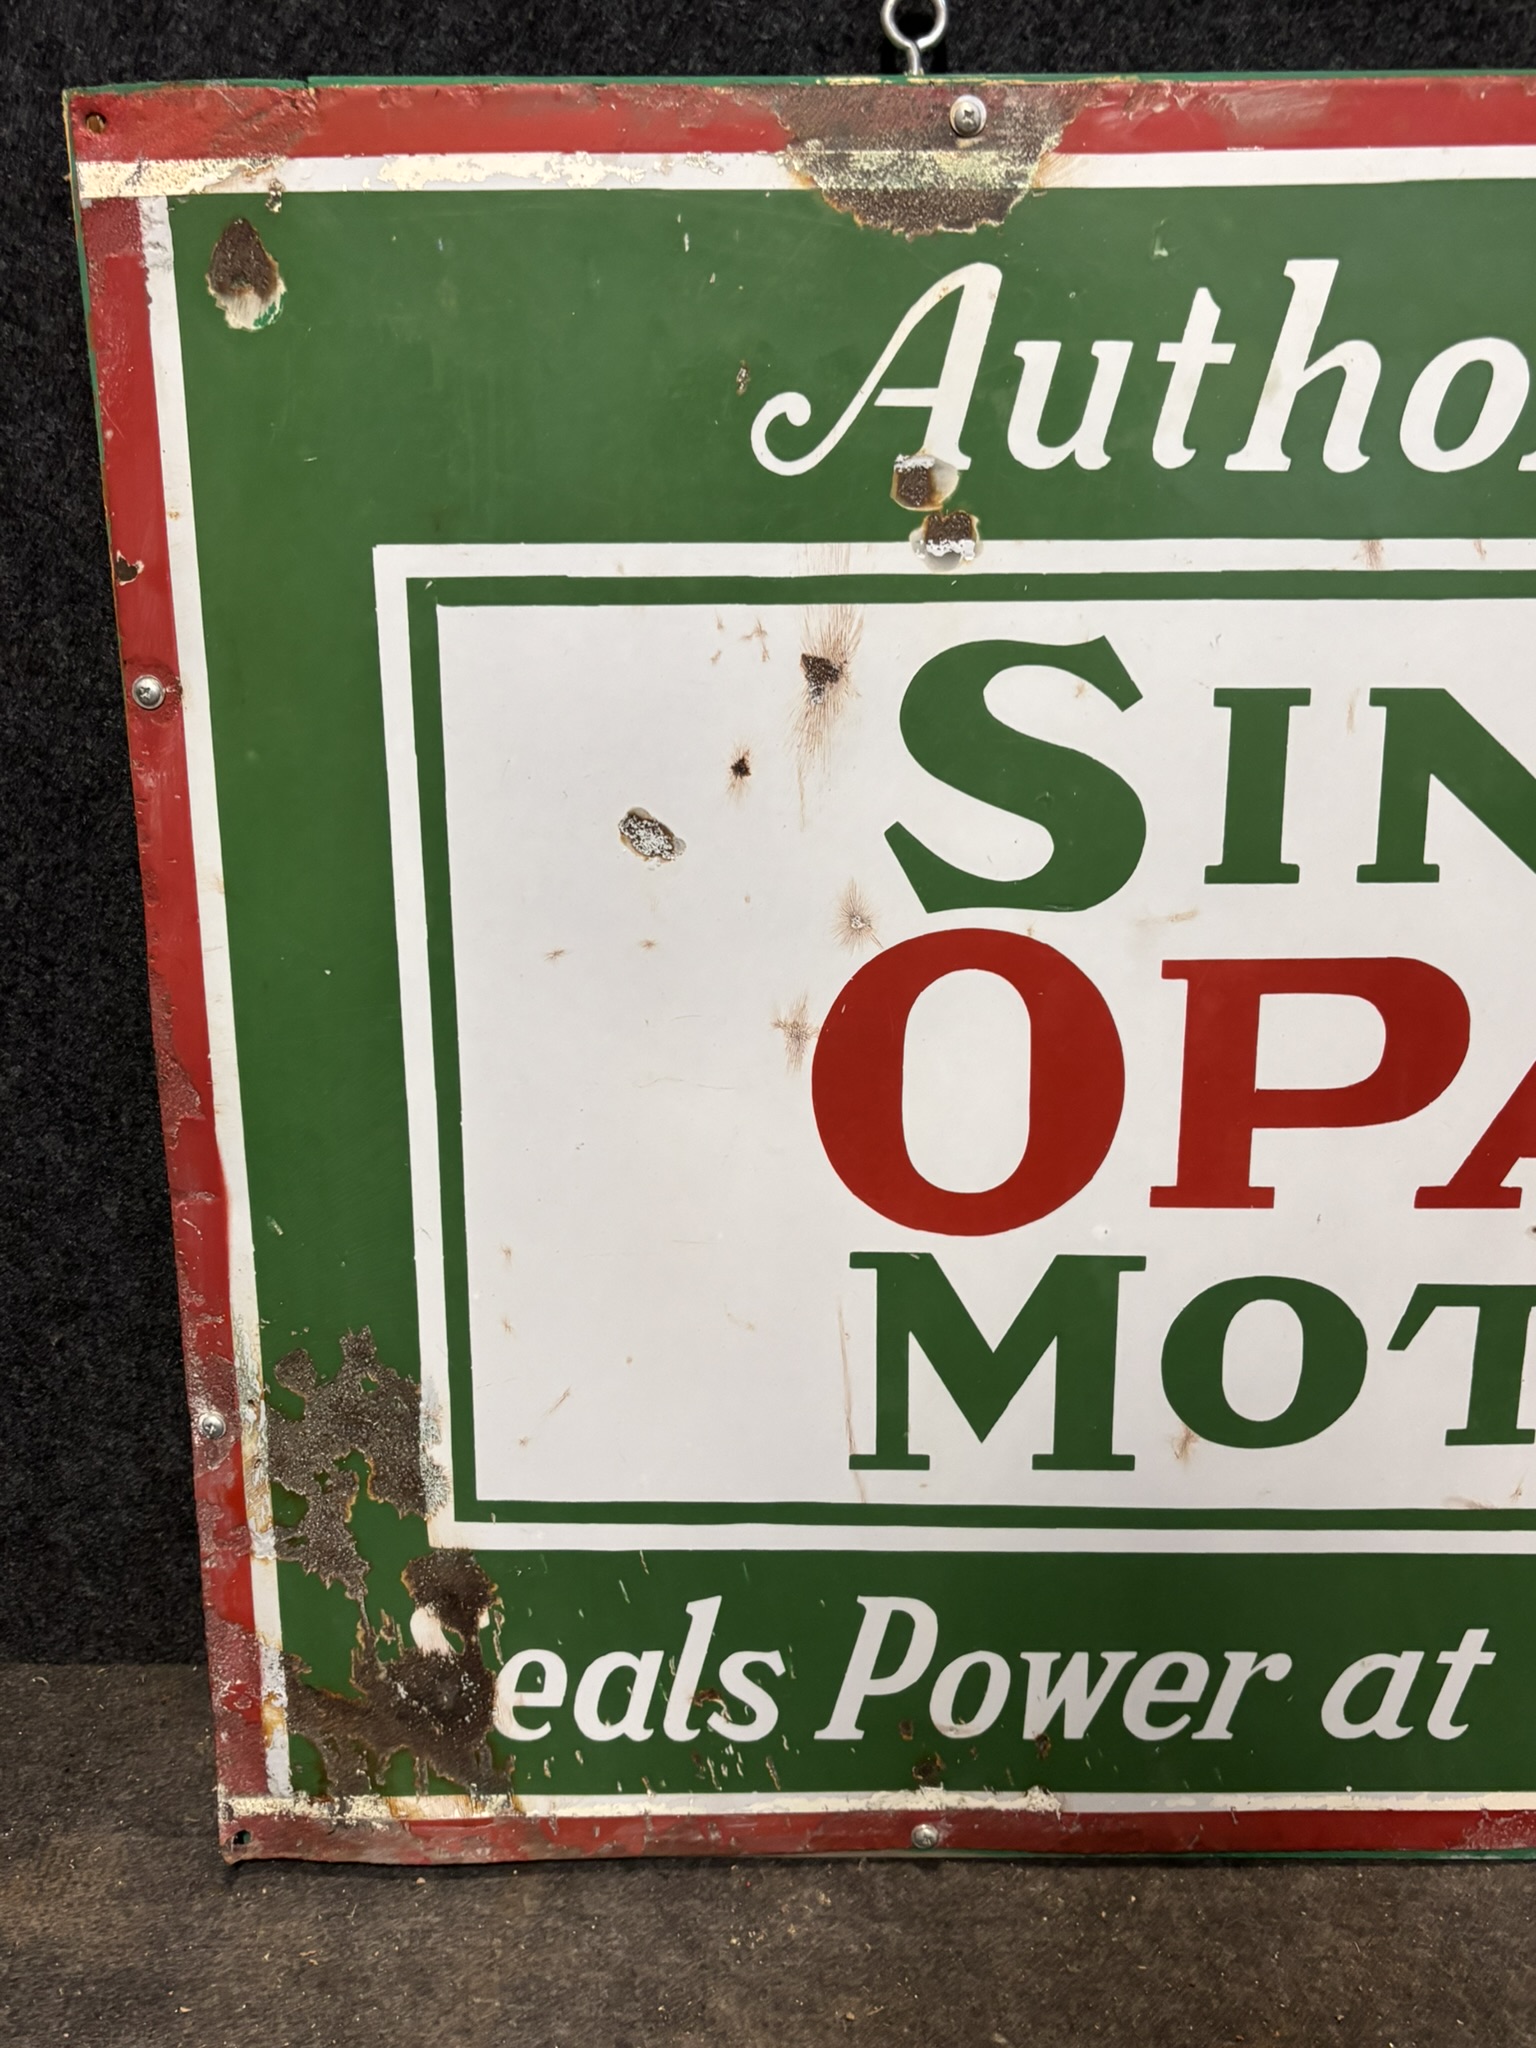 Autho
SIN
OPA
MOT
eals Power at